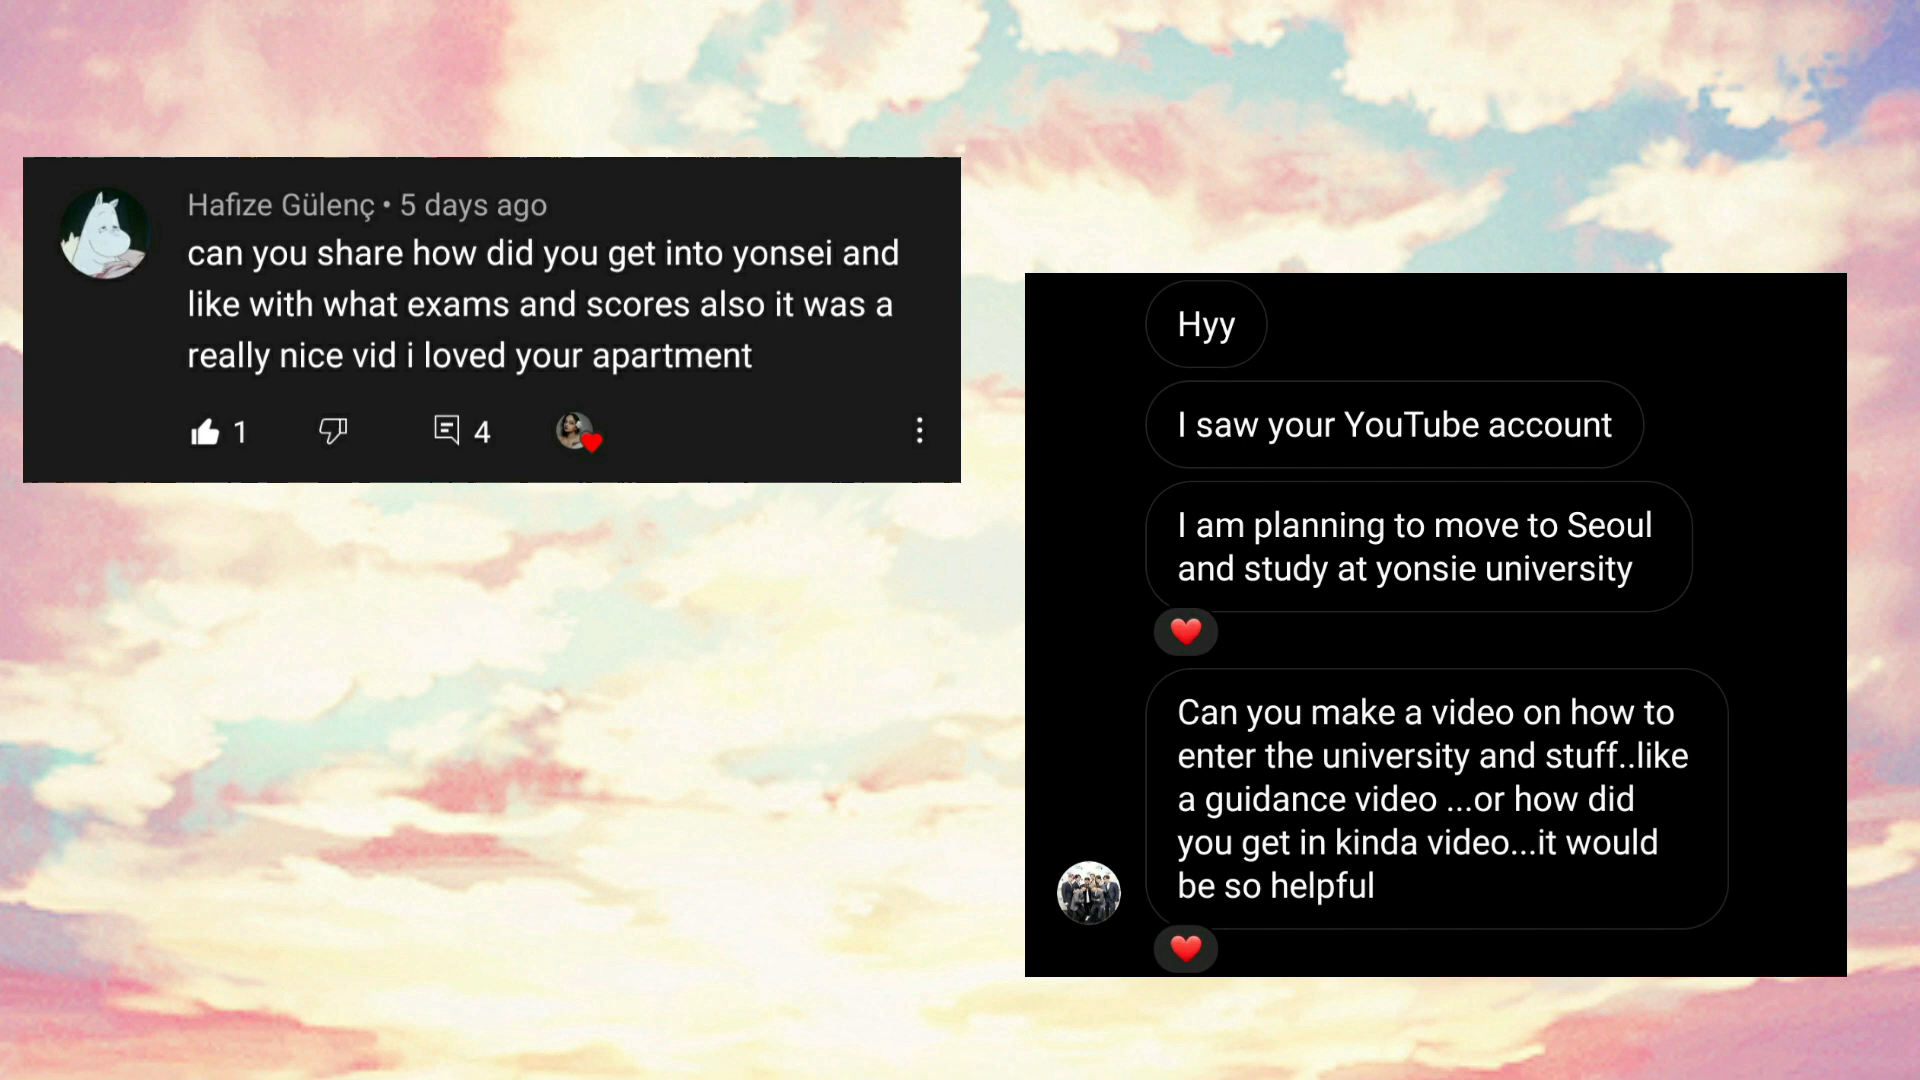 Hafize Gülenç • 5 days ago
can you share how did you get into yonsei and
like with what exams and scores also it was a
really nice vid i loved your apartment
1
4
Hyy
I saw your YouTube account
I am planning to move to Seoul
and study at yonsie university
Can you make a video on how to
enter the university and stuff..like
a guidance video ...or how did
you get in kinda video...it would
be so helpful